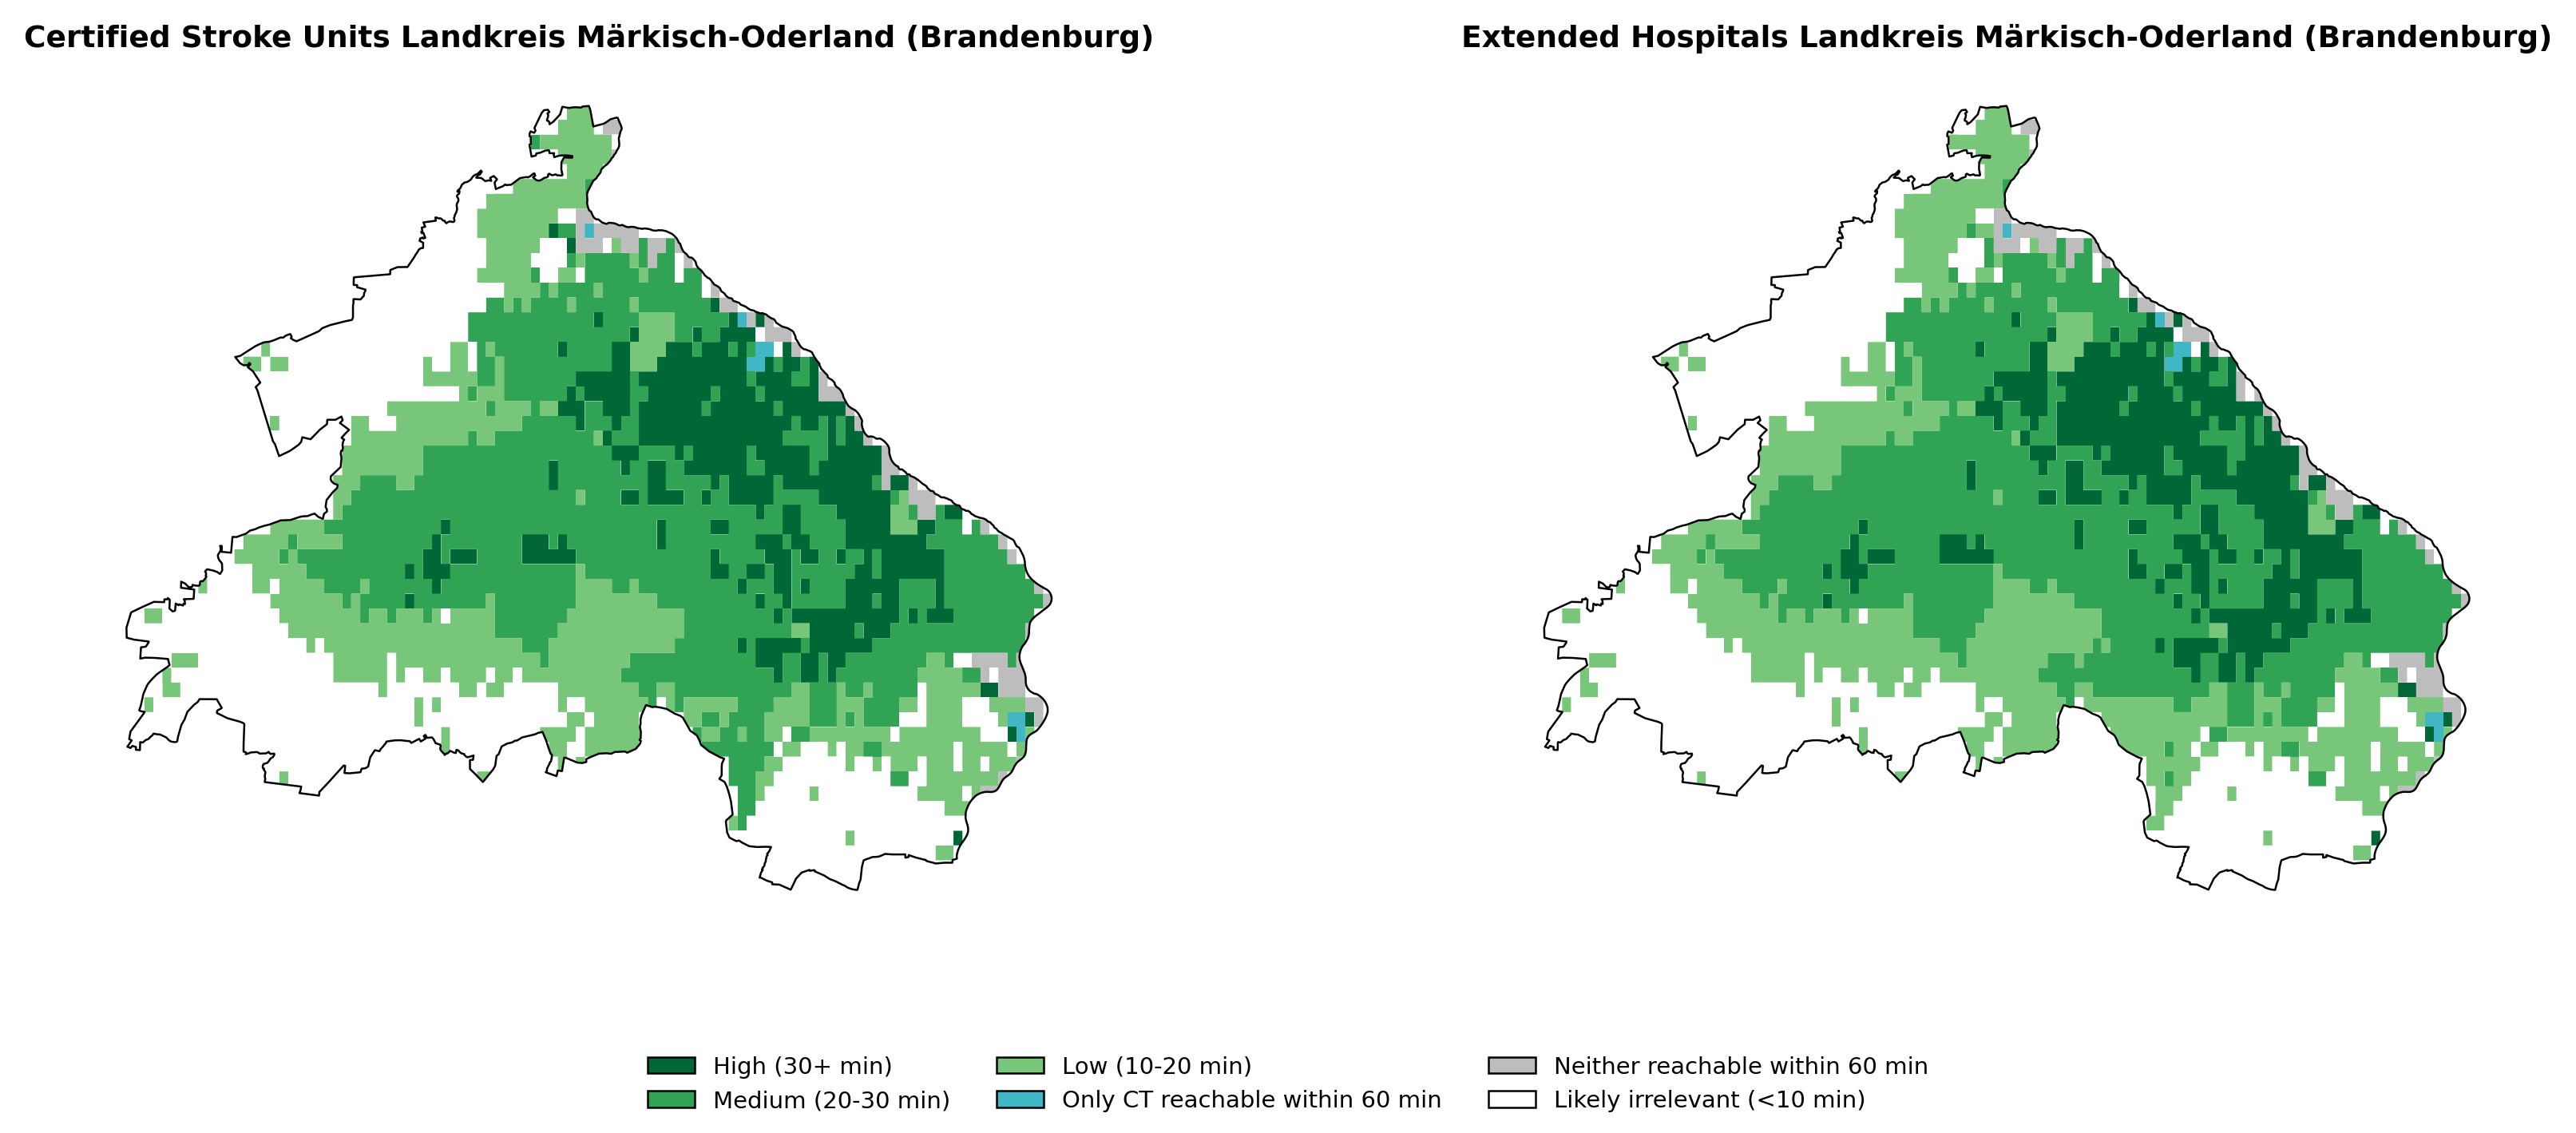 Certified Stroke Units Landkreis Märkisch-Oderland (Brandenburg)
Extended Hospitals Landkreis Märkisch-Oderland (Brandenburg)
High (30+ min)
Medium (20-30 min)
Low (10-20 min)
Only CT reachable within 60 min
Neither reachable within 60 min
Likely irrelevant (<10 min)